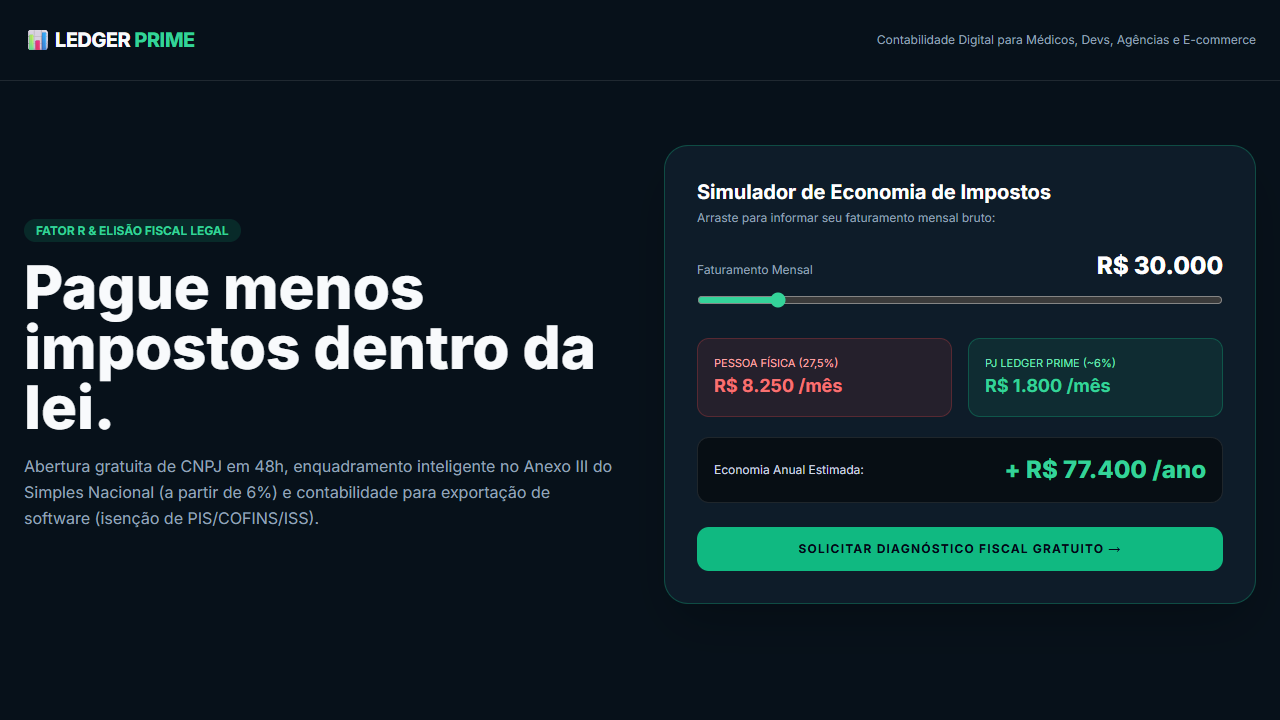 LEDGER PRIME
Contabilidade Digital para Médicos, Devs, Agências e E-commerce
FATOR R & ELISÃO FISCAL LEGAL
Pague menos
impostos dentro da
lei.
Abertura gratuita de CNPJ em 48h, enquadramento inteligente no Anexo III do
Simples Nacional (a partir de 6%) e contabilidade para exportação de
software (isenção de PIS/COFINS/ISS).
Simulador de Economia de Impostos
Arraste para informar seu faturamento mensal bruto:
Faturamento Mensal
R$ 30.000
PESSOA FÍSICA (27,5%)
R$ 8.250 /mês
PJ LEDGER PRIME (~6%)
R$ 1.800 /mês
Economia Anual Estimada:
+ R$ 77.400 /ano
SOLICITAR DIAGNÓSTICO FISCAL GRATUITO →